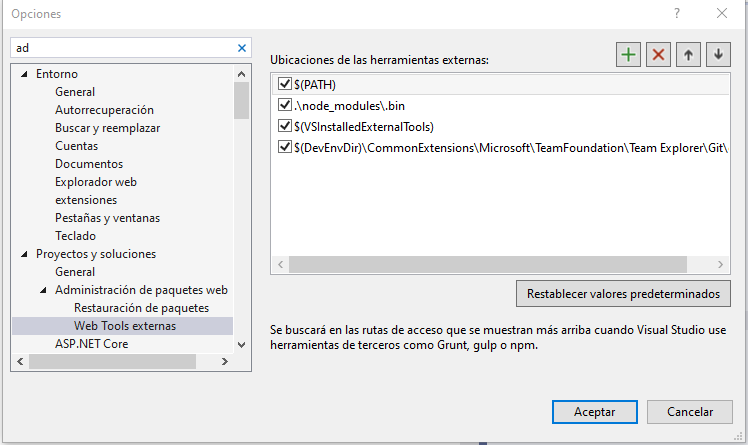 Opciones
ad
Entorno
General
Autorrecuperación
Buscar y reemplazar
Cuentas
Documentos
Explorador web
extensiones
Pestañas y ventanas
Teclado
Proyectos y soluciones
General
Administración de paquetes web
Restauración de paquetes
Web Tools externas
ASP.NET Core
Ubicaciones de las herramientas externas:
$(PATH)
.\node_modules\.bin
$(VSInstalledExternalTools)
$(DevEnvDir)\CommonExtensions\Microsoft\TeamFoundation\Team Explorer\Git\
Restablecer valores predeterminados
Se buscará en las rutas de acceso que se muestran más arriba cuando Visual Studio use
herramientas de terceros como Grunt, gulp o npm.
Aceptar
Cancelar